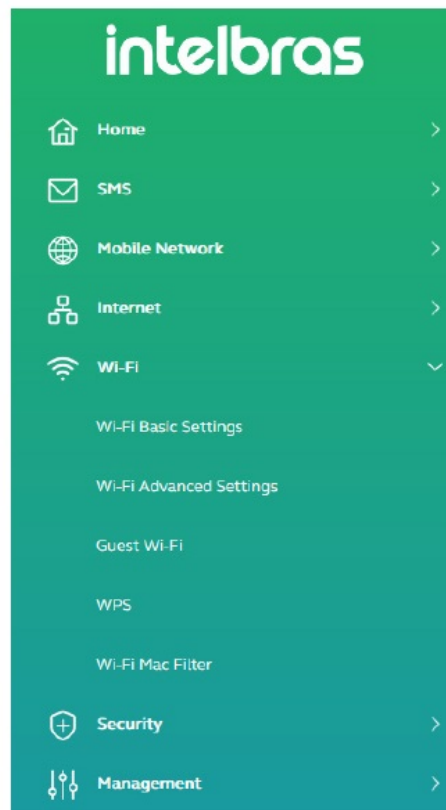 intelbras
Home
SMS
Mobile Network
Internet
Wi-Fi
Wi-Fi Basic Settings
Wi-Fi Advanced Settings
Guest Wi-Fi
WPS
Wi-Fi Mac Filter
Security
Management